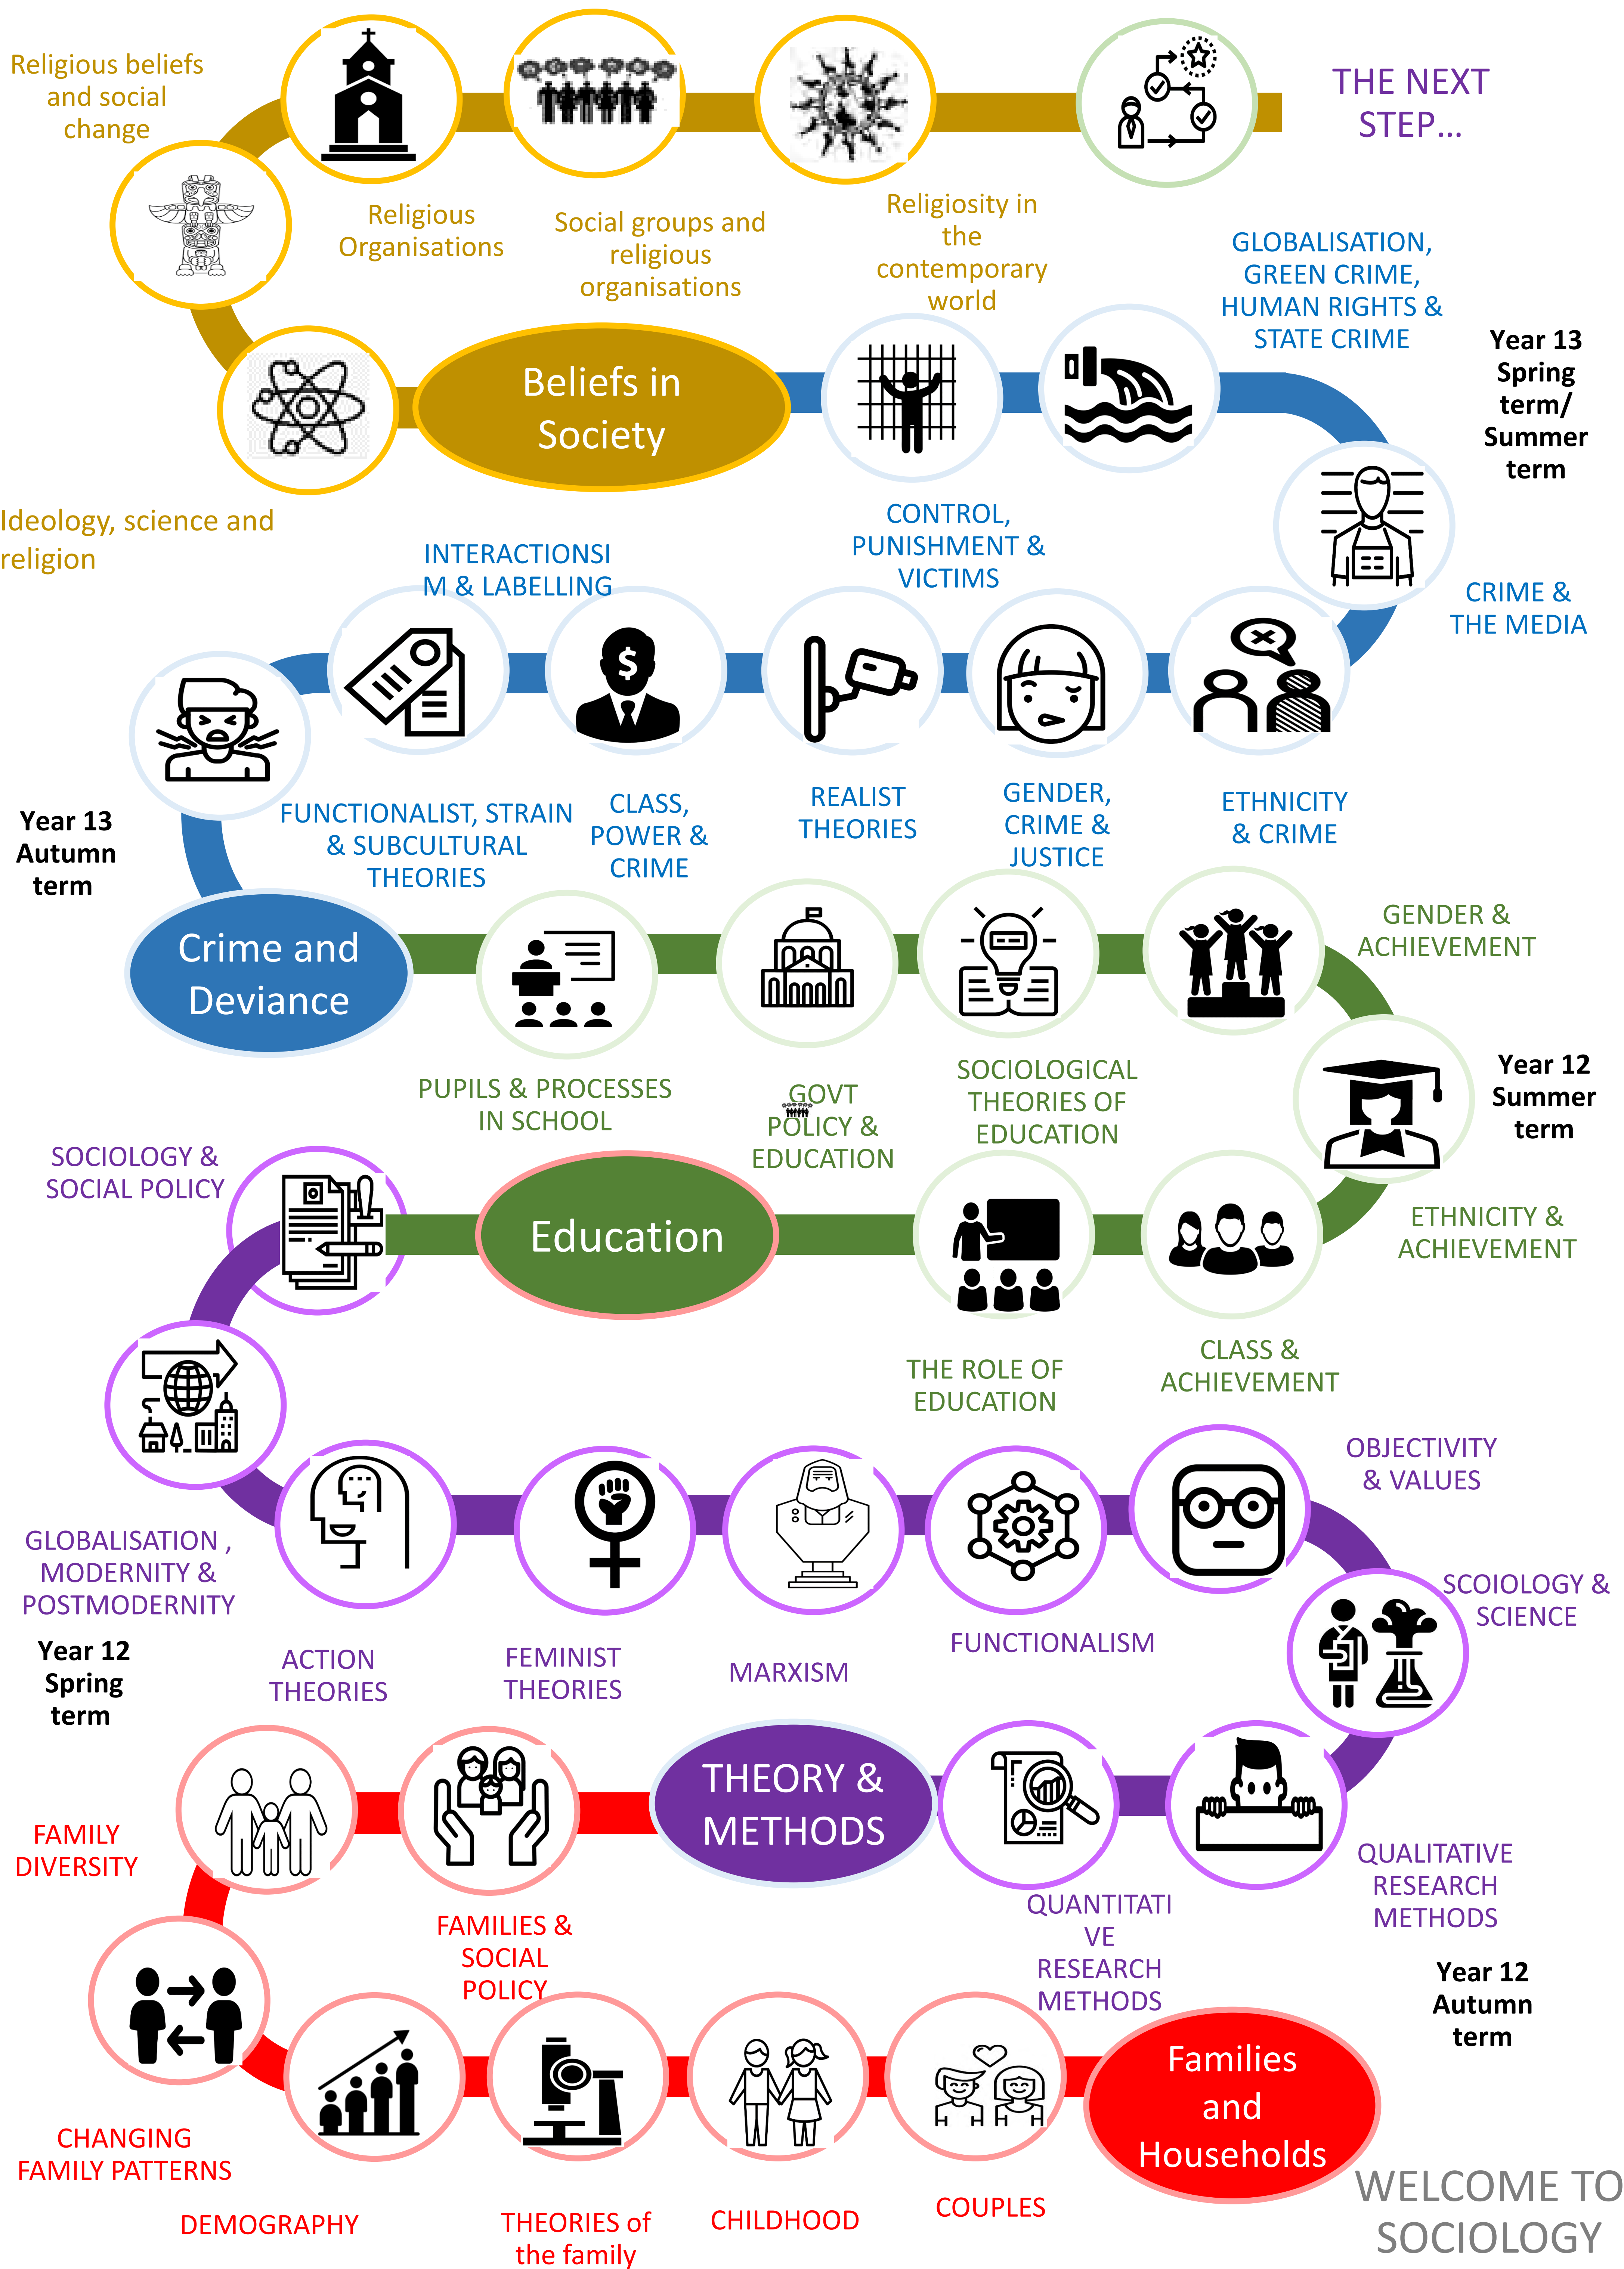 Religious beliefs
and social
change
THE NEXT
STEP...
Religious
Organisations
Social groups and
religious
organisations
Religiosity in
the
contemporary
world
GLOBALISATION,
GREEN CRIME,
HUMAN RIGHTS &
STATE CRIME
Year 13
Spring
term/
Summer
term
Beliefs in
Society
Ideology, science and
religion
INTERACTIONSI
M & LABELLING
CONTROL,
PUNISHMENT &
VICTIMS
CRIME &
THE MEDIA
$
Year 13
Autumn
term
FUNCTIONALIST, STRAIN
& SUBCULTURAL
THEORIES
CLASS,
POWER &
CRIME
REALIST
THEORIES
GENDER,
CRIME &
JUSTICE
ETHNICITY
& CRIME
Crime and
Deviance
GENDER &
ACHIEVEMENT
PUPILS & PROCESSES
IN SCHOOL
GOVT
POLICY &
EDUCATION
SOCIOLOGICAL
THEORIES OF
EDUCATION
Year 12
Summer
term
SOCIOLOGY &
SOCIAL POLICY
Education
ETHNICITY &
ACHIEVEMENT
THE ROLE OF
EDUCATION
CLASS &
ACHIEVEMENT
OBJECTIVITY
& VALUES
GLOBALISATION ,
MODERNITY &
POSTMODERNITY
SCOIOLOGY &
SCIENCE
Year 12
Spring
term
ACTION
THEORIES
FEMINIST
THEORIES
MARXISM
FUNCTIONALISM
THEORY &
METHODS
FAMILY
DIVERSITY
FAMILIES &
SOCIAL
POLICY
QUANTITATI
VE
RESEARCH
METHODS
QUALITATIVE
RESEARCH
METHODS
Year 12
Autumn
term
Families
and
Households
CHANGING
FAMILY PATTERNS
DEMOGRAPHY
THEORIES of
the family
CHILDHOOD
COUPLES
WELCOME TO
SOCIOLOGY